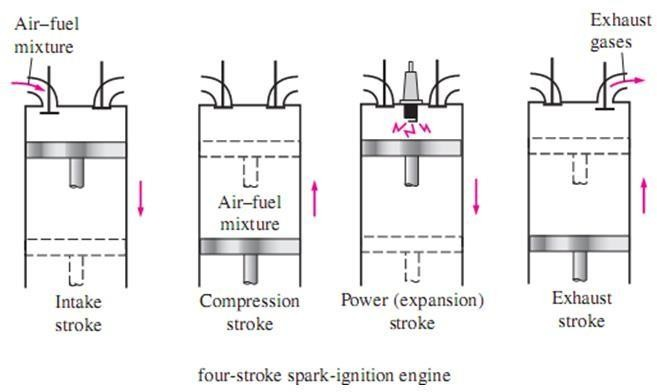 Air–fuel
mixture
Exhaust
gases
Air–fuel
mixture
Intake
stroke
Compression
stroke
Power (expansion)
stroke
Exhaust
stroke
four-stroke spark-ignition engine